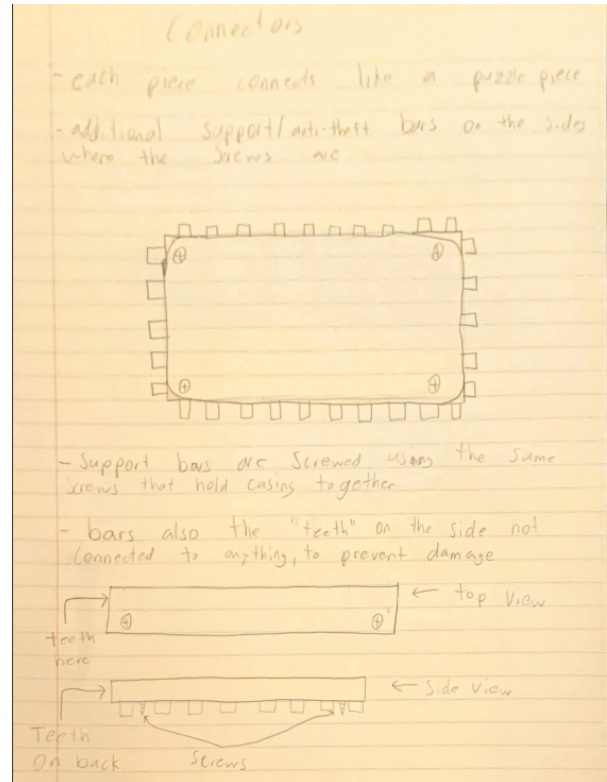 Connectors
- each piece connects like a puzzle piece
- additional support/anti-theft bars on the sides
where the screws are
- Support bars are screwed using the same
screws that hold casing together
- bars also the "teeth" on the side not
connected to anything, to prevent damage
← top view
teeth
here
← Side view
Teeth
on back
Screws